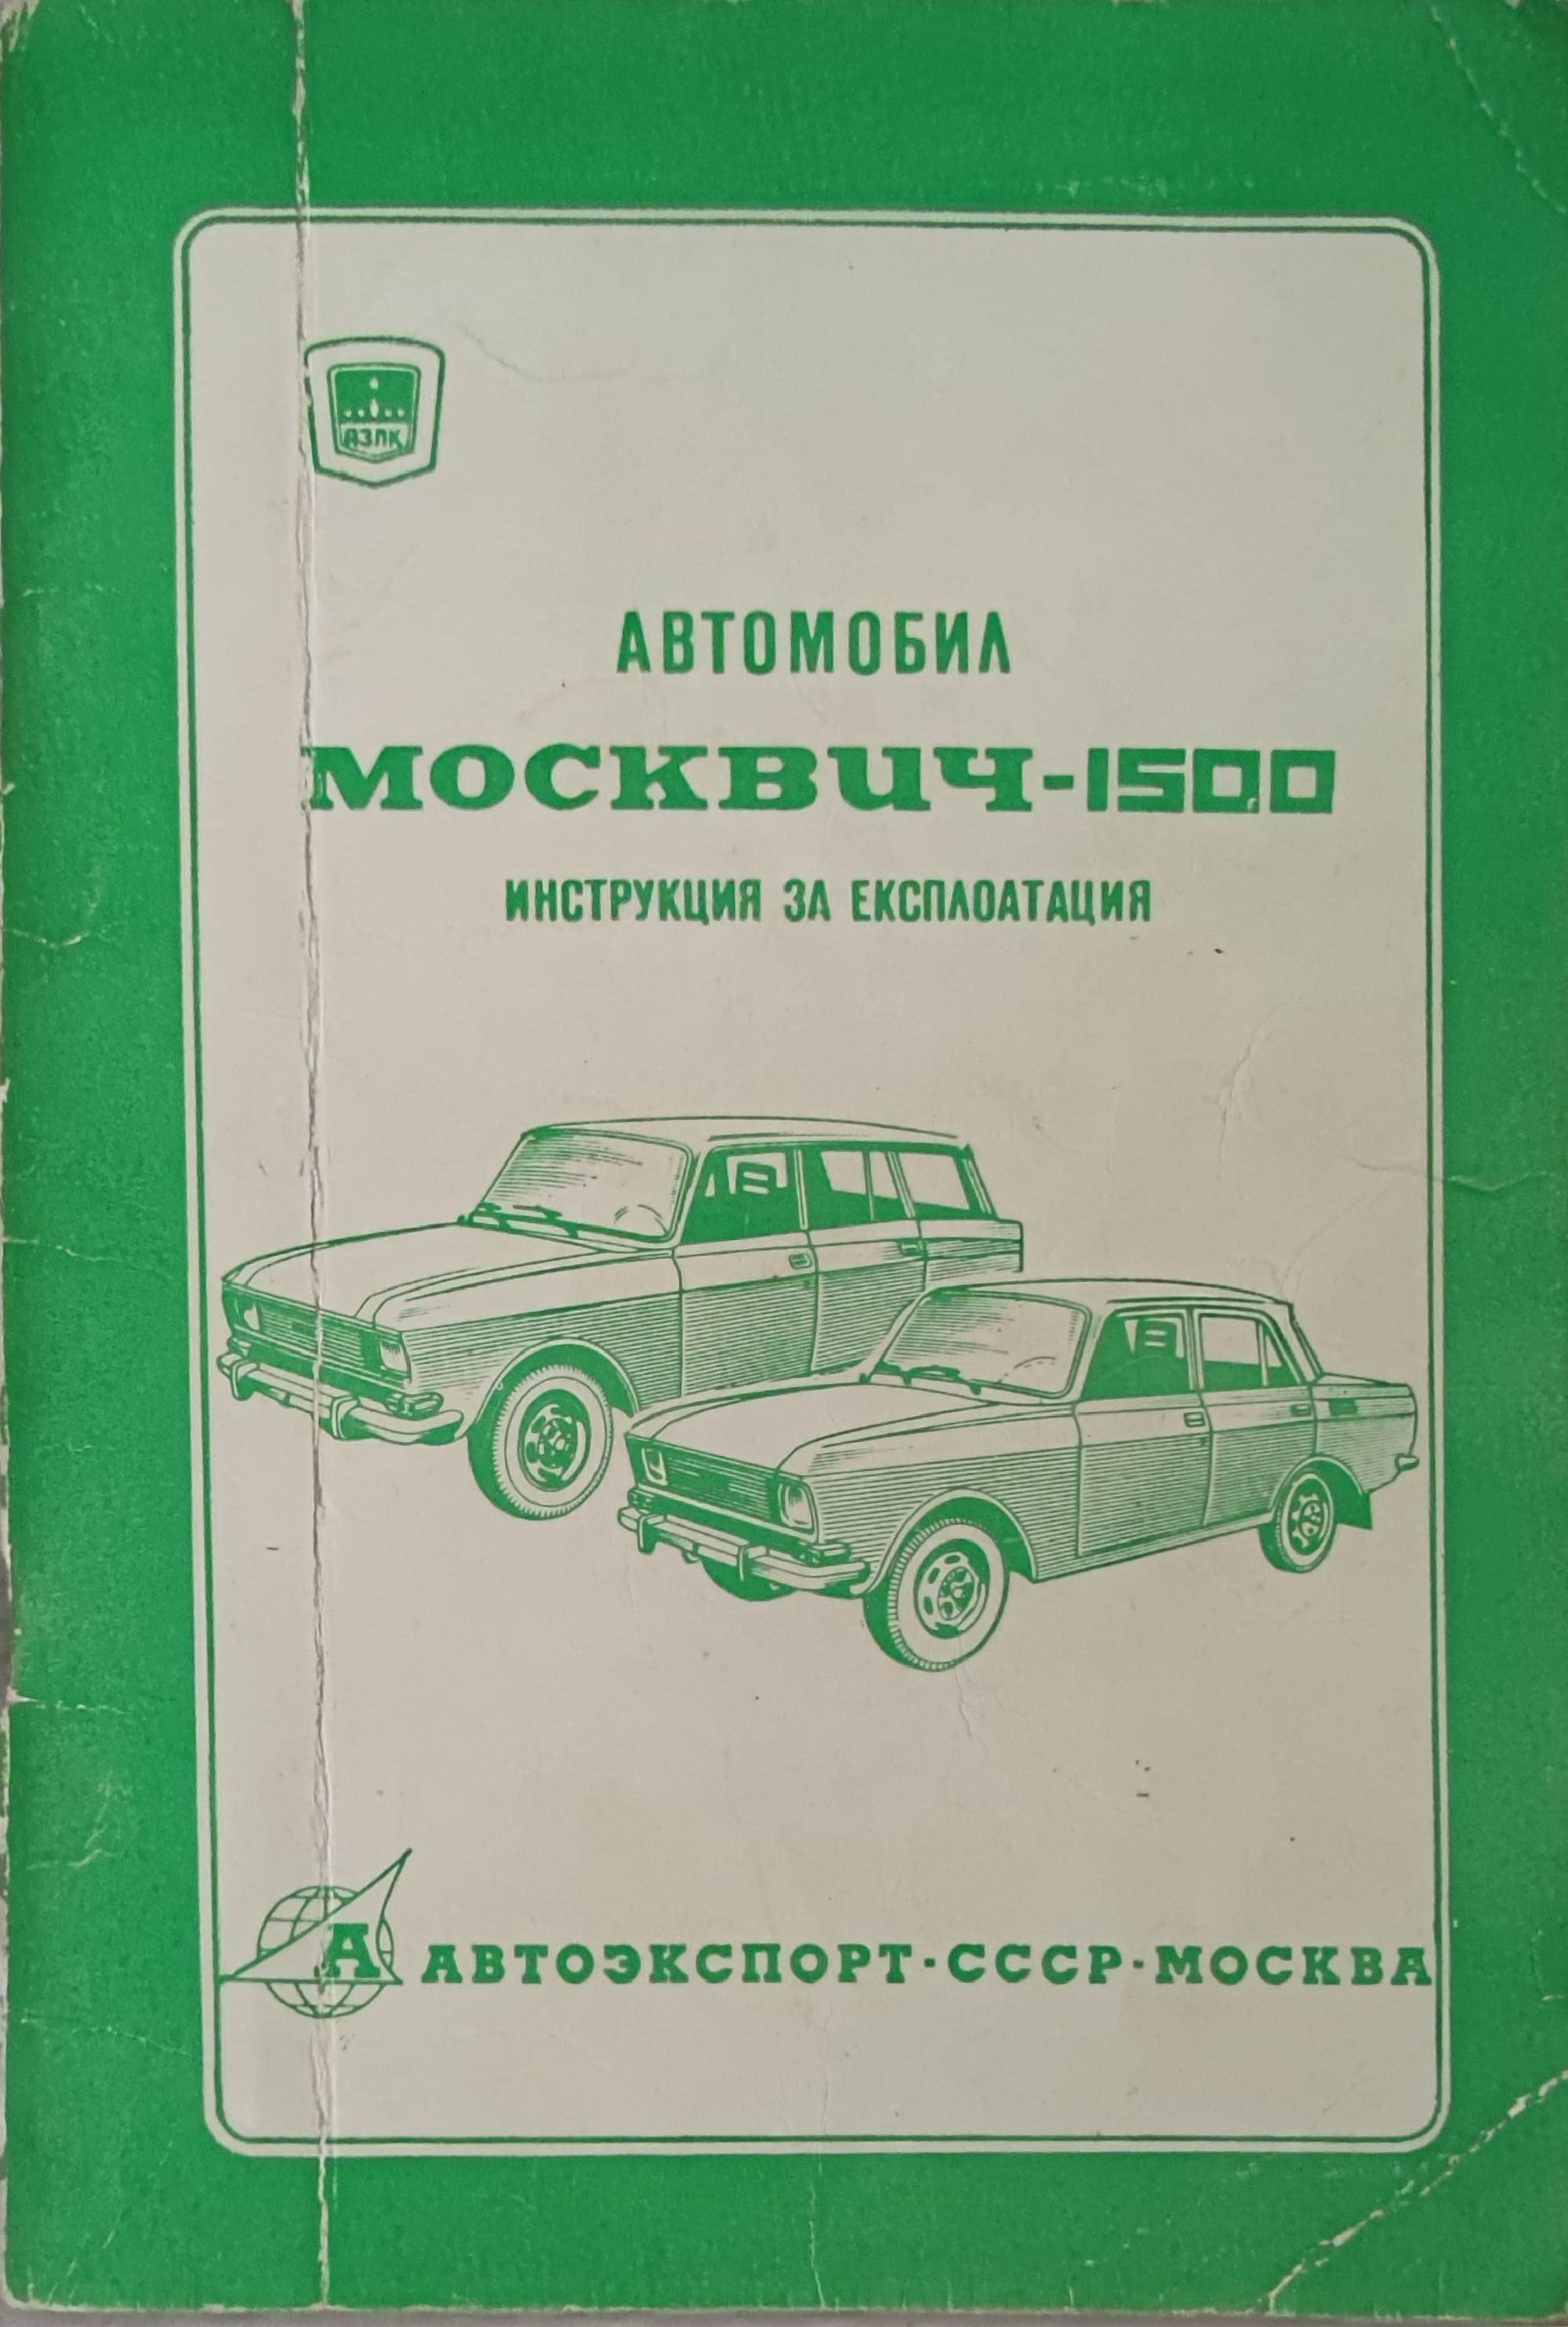 АЗЛК
АВТОМОБИЛ
МОСКВИЧ-1500
ИНСТРУКЦИЯ ЗА ЕКСПЛОАТАЦИЯ
А АВТОЭКСПОРТ·СССР·МОСКВА